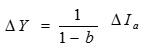 ΔY = 1 / (1 − b) ΔI_a